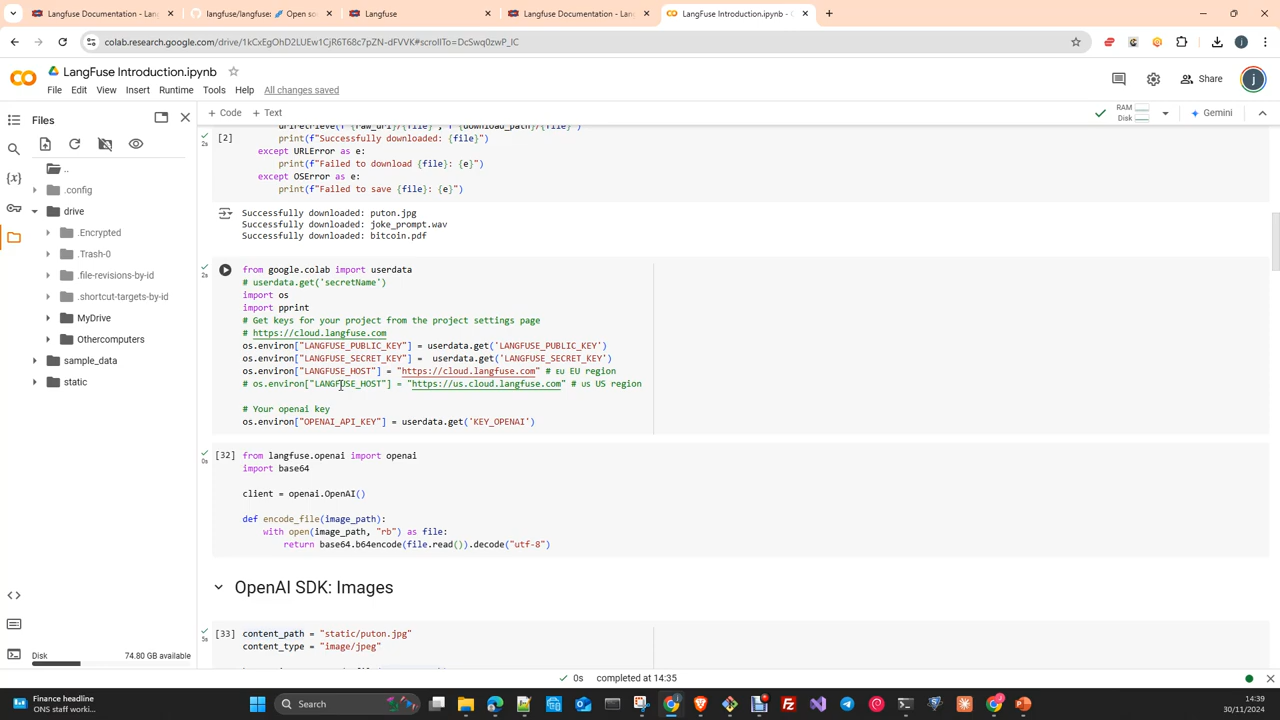 Langfuse Documentation - Lang
langfuse/langfuse: Open so
Langfuse
Langfuse Documentation - Lan
LangFuse Introduction.ipynb - C
colab.research.google.com/drive/1kCxEgOhD2LUEw1CjR6T68c7pZN-dFVVK#scrollTo=DcSwq0zwP_IC
LangFuse Introduction.ipynb
File Edit View Insert Runtime Tools Help All changes saved
Share
j
Files
+ Code + Text
RAM
Disk
Gemini
..
.config
drive
.Encrypted
.Trash-0
.file-revisions-by-id
.shortcut-targets-by-id
MyDrive
Othercomputers
sample_data
static
Disk
74.80 GB available
[2]
2s
print(f"Successfully downloaded: {file}")
except URLError as e:
print(f"Failed to download {file}: {e}")
except OSError as e:
print(f"Failed to save {file}: {e}")
Successfully downloaded: puton.jpg
Successfully downloaded: joke_prompt.wav
Successfully downloaded: bitcoin.pdf
2s
from google.colab import userdata
# userdata.get('secretName')
import os
import pprint
# Get keys for your project from the project settings page
# https://cloud.langfuse.com
os.environ["LANGFUSE_PUBLIC_KEY"] = userdata.get('LANGFUSE_PUBLIC_KEY')
os.environ["LANGFUSE_SECRET_KEY"] =  userdata.get('LANGFUSE_SECRET_KEY')
os.environ["LANGFUSE_HOST"] = "https://cloud.langfuse.com" # EU EU region
# os.environ["LANGFUSE_HOST"] = "https://us.cloud.langfuse.com" # US US region
# Your openai key
os.environ["OPENAI_API_KEY"] = userdata.get('KEY_OPENAI')
[32]
0s
from langfuse.openai import openai
import base64
client = openai.OpenAI()
def encode_file(image_path):
with open(image_path, "rb") as file:
return base64.b64encode(file.read()).decode("utf-8")
OpenAI SDK: Images
[33]
5s
content_path = "static/puton.jpg"
content_type = "image/jpeg"
0s completed at 14:35
Finance headline
ONS staff worki...
Search
14:39
30/11/2024